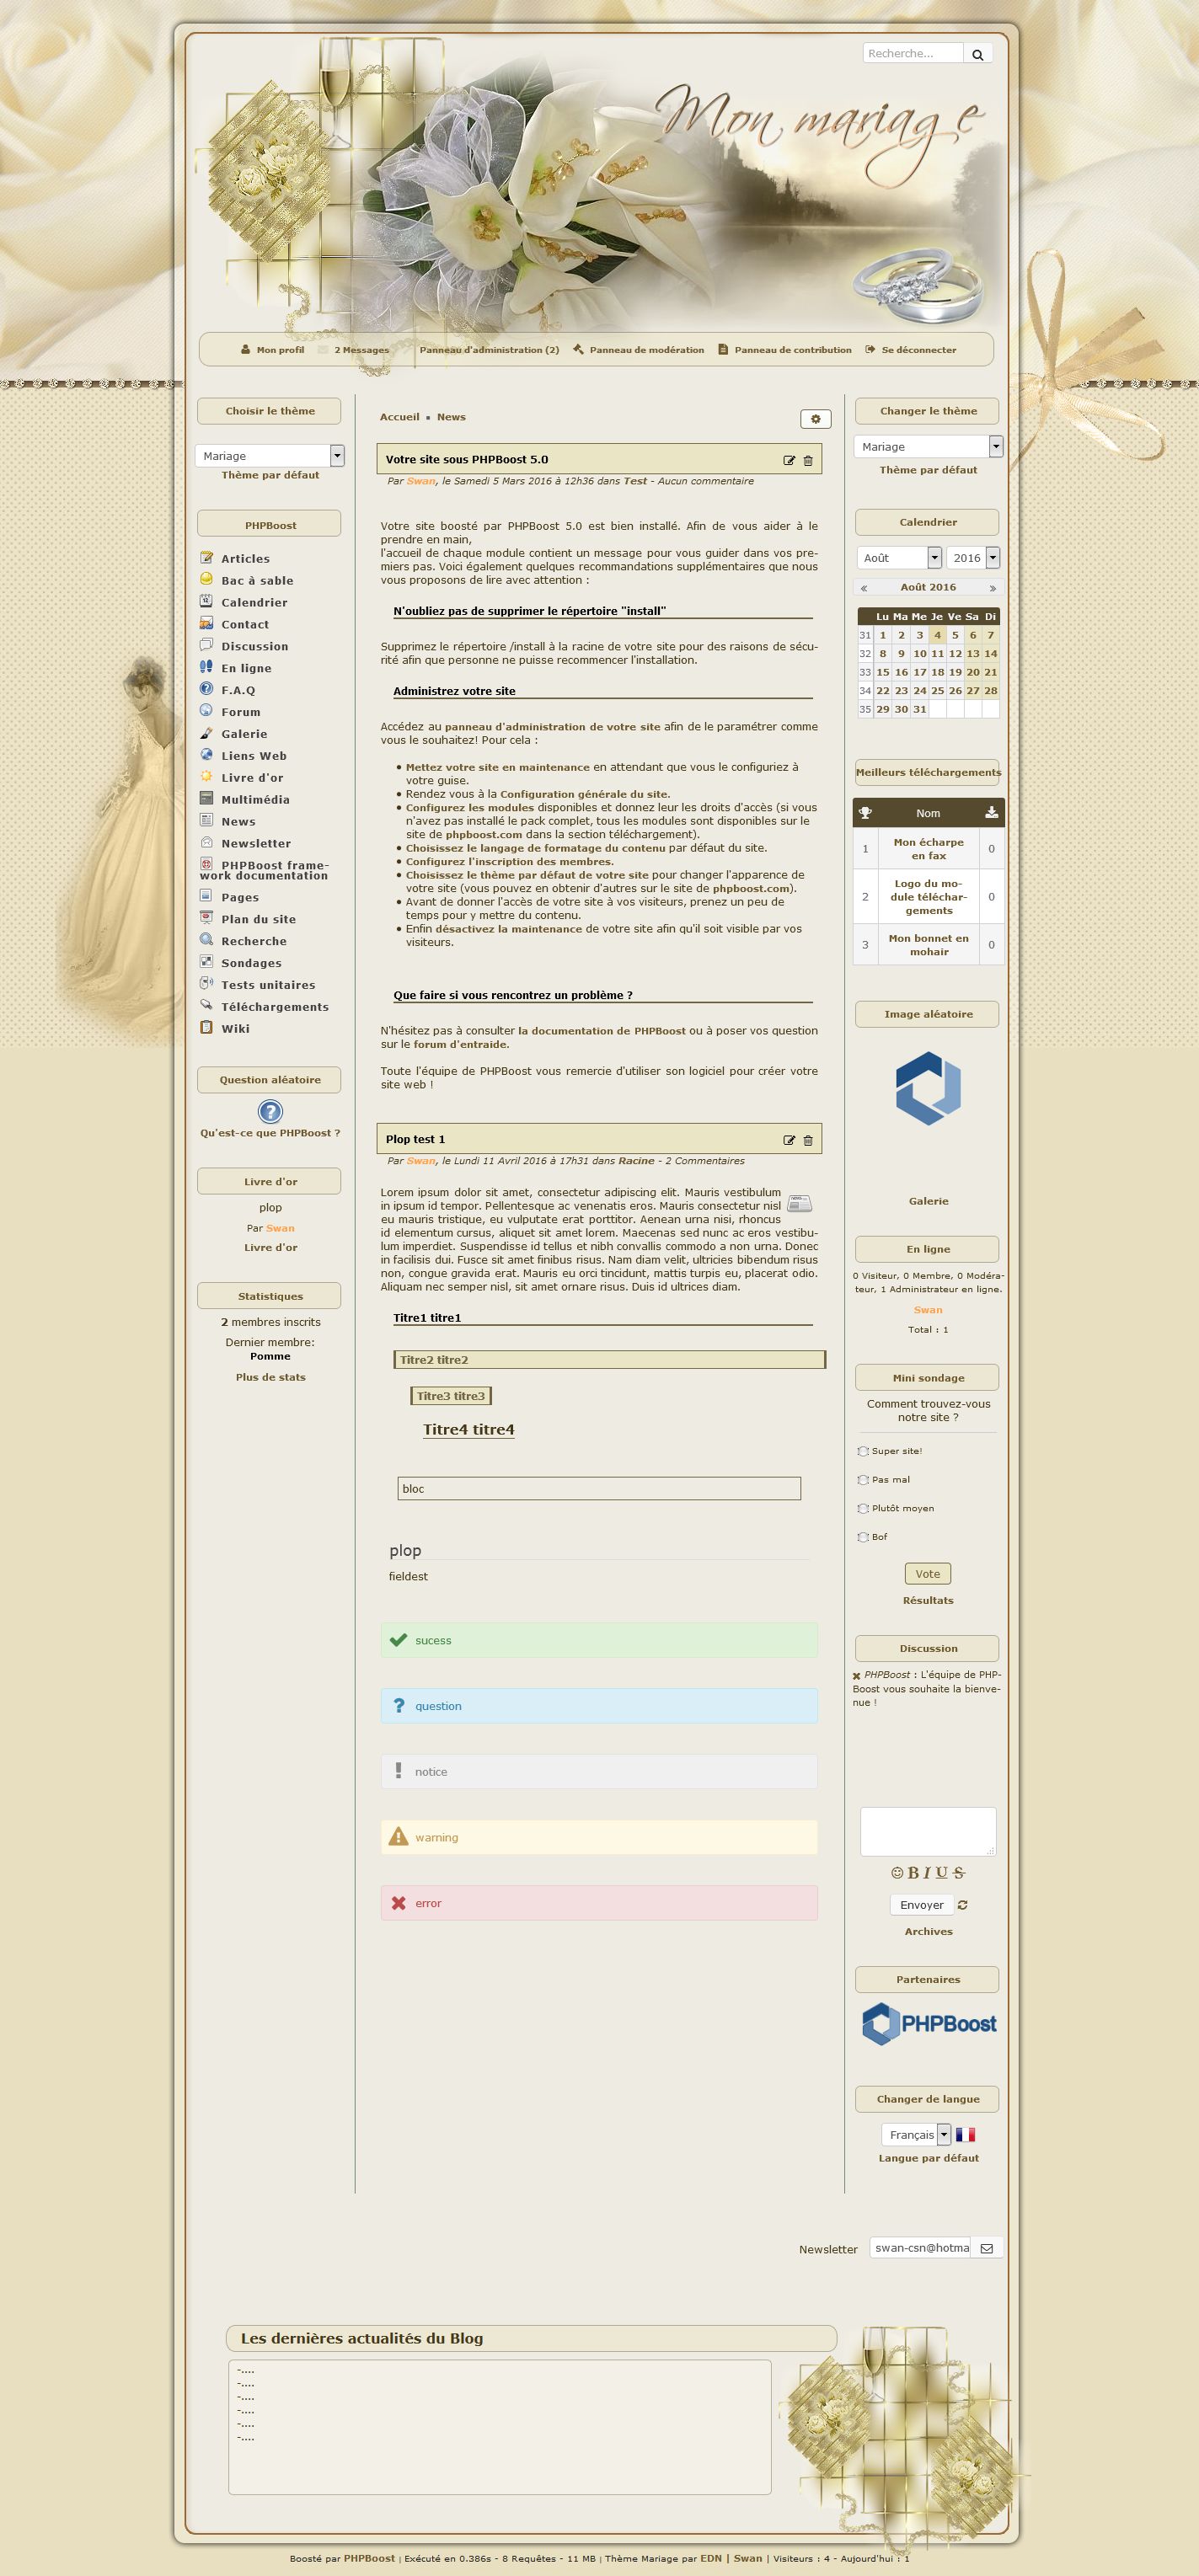 Recherche...
Mon mariage
Mon profil 2 Messages Panneau d'administration (2) Panneau de modération Panneau de contribution Se déconnecter
Choisir le thème
Mariage
Thème par défaut
PHPBoost
Articles
Bac à sable
Calendrier
Contact
Discussion
En ligne
F.A.Q
Forum
Galerie
Liens Web
Livre d'or
Multimédia
News
Newsletter
PHPBoost frame-
work documentation
Pages
Plan du site
Recherche
Sondages
Tests unitaires
Téléchargements
Wiki
Question aléatoire
Qu'est-ce que PHPBoost ?
Livre d'or
plop
Par Swan
Livre d'or
Statistiques
2 membres inscrits
Dernier membre:
Pomme
Plus de stats
Accueil ▪ News
Votre site sous PHPBoost 5.0
Par Swan, le Samedi 5 Mars 2016 à 12h36 dans Test - Aucun commentaire
Votre site boosté par PHPBoost 5.0 est bien installé. Afin de vous aider à le
prendre en main,
l'accueil de chaque module contient un message pour vous guider dans vos pre-
miers pas. Voici également quelques recommandations supplémentaires que nous
vous proposons de lire avec attention :
N'oubliez pas de supprimer le répertoire "install"
Supprimez le répertoire /install à la racine de votre site pour des raisons de sécu-
rité afin que personne ne puisse recommencer l'installation.
Administrez votre site
Accédez au panneau d'administration de votre site afin de le paramétrer comme
vous le souhaitez! Pour cela :
• Mettez votre site en maintenance en attendant que vous le configuriez à
votre guise.
• Rendez vous à la Configuration générale du site.
• Configurez les modules disponibles et donnez leur les droits d'accès (si vous
n'avez pas installé le pack complet, tous les modules sont disponibles sur le
site de phpboost.com dans la section téléchargement).
• Choisissez le langage de formatage du contenu par défaut du site.
• Configurez l'inscription des membres.
• Choisissez le thème par défaut de votre site pour changer l'apparence de
votre site (vous pouvez en obtenir d'autres sur le site de phpboost.com).
• Avant de donner l'accès de votre site à vos visiteurs, prenez un peu de
temps pour y mettre du contenu.
• Enfin désactivez la maintenance de votre site afin qu'il soit visible par vos
visiteurs.
Que faire si vous rencontrez un problème ?
N'hésitez pas à consulter la documentation de PHPBoost ou à poser vos question
sur le forum d'entraide.
Toute l'équipe de PHPBoost vous remercie d'utiliser son logiciel pour créer votre
site web !
Plop test 1
Par Swan, le Lundi 11 Avril 2016 à 17h31 dans Racine - 2 Commentaires
Lorem ipsum dolor sit amet, consectetur adipiscing elit. Mauris vestibulum
in ipsum id tempor. Pellentesque ac venenatis eros. Mauris consectetur nisl
eu mauris tristique, eu vulputate erat porttitor. Aenean urna nisi, rhoncus
id elementum cursus, aliquet sit amet lorem. Maecenas sed nunc ac eros vestibu-
lum imperdiet. Suspendisse id tellus et nibh convallis commodo a non urna. Donec
in facilisis dui. Fusce sit amet finibus risus. Nam diam velit, ultricies bibendum risus
non, congue gravida erat. Mauris eu orci tincidunt, mattis turpis eu, placerat odio.
Aliquam nec semper nisl, sit amet ornare risus. Duis id ultrices diam.
Titre1 titre1
Titre2 titre2
Titre3 titre3
Titre4 titre4
bloc
plop
fieldest
sucess
question
notice
warning
error
Changer le thème
Mariage
Thème par défaut
Calendrier
Août 2016
« Août 2016 »
Lu Ma Me Je Ve Sa Di
31 1 2 3 4 5 6 7
32 8 9 10 11 12 13 14
33 15 16 17 18 19 20 21
34 22 23 24 25 26 27 28
35 29 30 31
Meilleurs téléchargements
Nom
1 Mon écharpe en fax 0
2 Logo du mo-
dule téléchar-
gements 0
3 Mon bonnet en
mohair 0
Image aléatoire
Galerie
En ligne
0 Visiteur, 0 Membre, 0 Modéra-
teur, 1 Administrateur en ligne.
Swan
Total : 1
Mini sondage
Comment trouvez-vous
notre site ?
Super site!
Pas mal
Plutôt moyen
Bof
Vote
Résultats
Discussion
PHPBoost : L'équipe de PHP-
Boost vous souhaite la bienve-
nue !
B I U S
Envoyer
Archives
Partenaires
PHPBoost
Changer de langue
Français
Langue par défaut
Newsletter swan-csn@hotma
Les dernières actualités du Blog
-....
-....
-....
-....
-....
-....
Boosté par PHPBoost | Exécuté en 0.386s - 8 Requêtes - 11 MB | Thème Mariage par EDN | Swan | Visiteurs : 4 - Aujourd'hui : 1